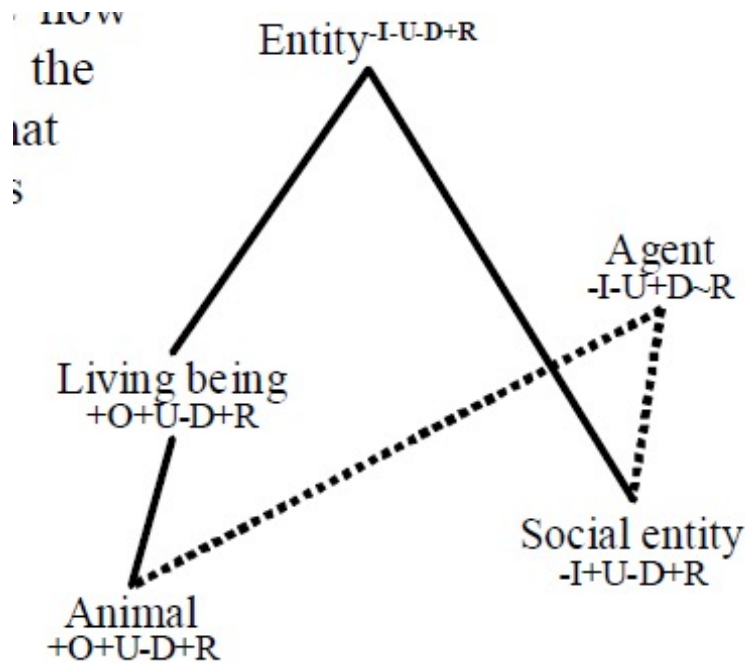 Entity-I-U-D+R
the
Agent
-I-U+D~R
Living being
+O+U-D+R
Social entity
-I+U-D+R
Animal
+O+U-D+R